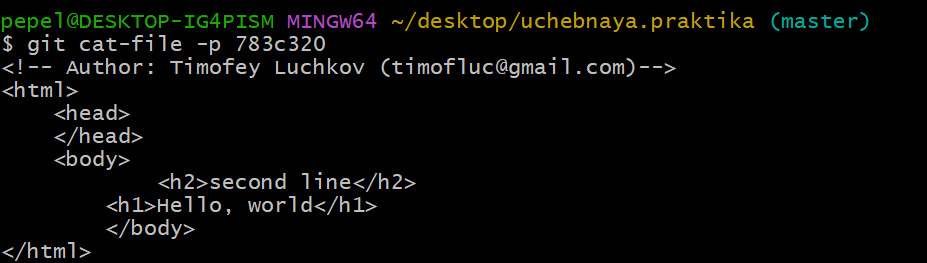 pepel@DESKTOP-IG4PISM MINGW64 ~/desktop/uchebnaya.praktika (master)
$ git cat-file -p 783c320
<!-- Author: Timofey Luchkov (timofluc@gmail.com)-->
<html>
    <head>
    </head>
    <body>
            <h2>second line</h2>
        <h1>Hello, world</h1>
        </body>
</html>